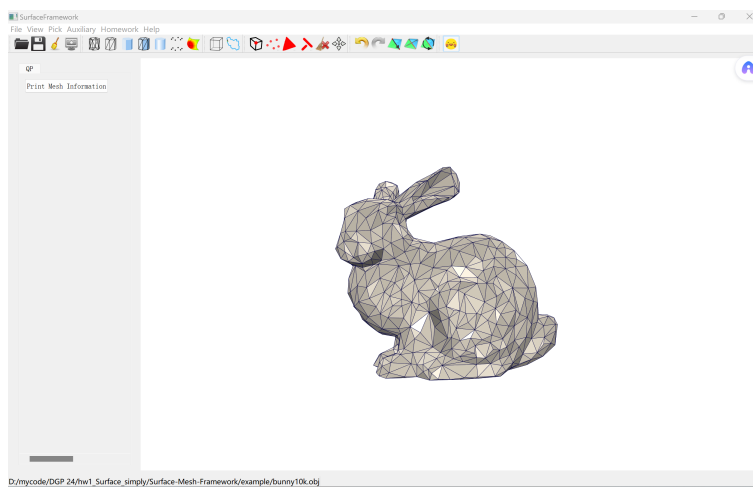 SurfaceFramework
File View Pick Auxiliary Homework Help
QP
Print Mesh Information
D:/mycode/DGP 24/hw1_Surface_simply/Surface-Mesh-Framework/example/bunny10k.obj